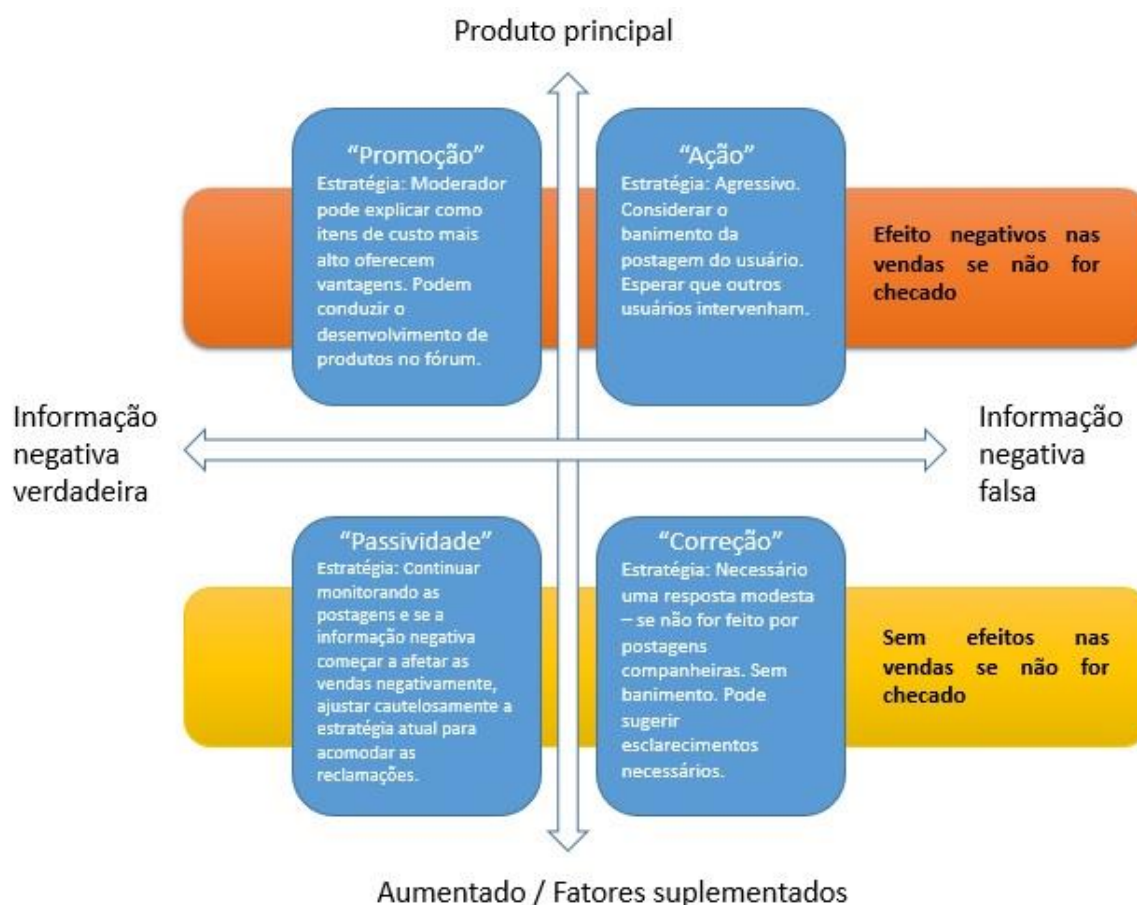 Produto principal
“Promoção”
Estratégia: Moderador
pode explicar como
itens de custo mais
alto oferecem
vantagens. Podem
conduzir o
desenvolvimento de
produtos no fórum.
“Ação”
Estratégia: Agressivo.
Considerar o
banimento da
postagem do usuário.
Esperar que outros
usuários intervenham.
Efeito negativos nas
vendas se não for
checado
Informação
negativa
verdadeira
Informação
negativa
falsa
“Passividade”
Estratégia: Continuar
monitorando as
postagens e se a
informação negativa
começar a afetar as
vendas negativamente,
ajustar cautelosamente a
estratégia atual para
acomodar as
reclamações.
“Correção”
Estratégia: Necessário
uma resposta modesta
– se não for feito por
postagens
companheiras. Sem
banimento. Pode
sugerir
esclarecimentos
necessários.
Sem efeitos nas
vendas se não for
checado
Aumentado / Fatores suplementados